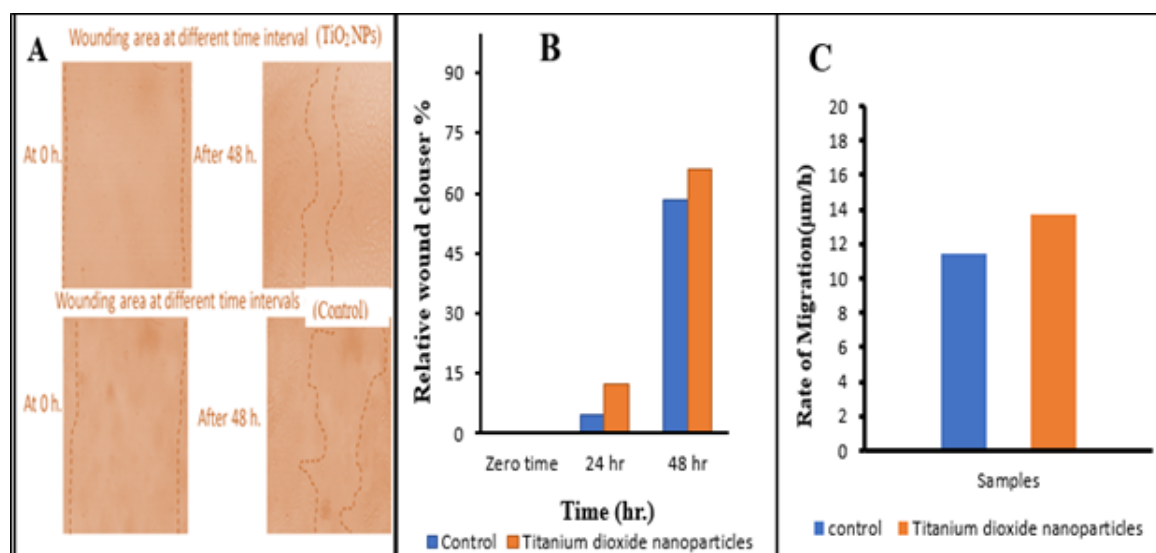 A
Wounding area at different time interval (TiO2 NPs)
At 0 h.
After 48 h.
Wounding area at different time intervals (Control)
At 0 h.
After 48 h.
B
Relative wound clouser %
90
75
60
45
30
15
0
Zero time 24 hr 48 hr
Time (hr.)
Control Titanium dioxide nanoparticles
C
Rate of Migration(µm/h)
20
18
16
14
12
10
8
6
4
2
0
Samples
control Titanium dioxide nanoparticles